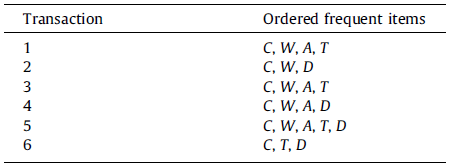 Transaction Ordered frequent items
1 C, W, A, T
2 C, W, D
3 C, W, A, T
4 C, W, A, D
5 C, W, A, T, D
6 C, T, D